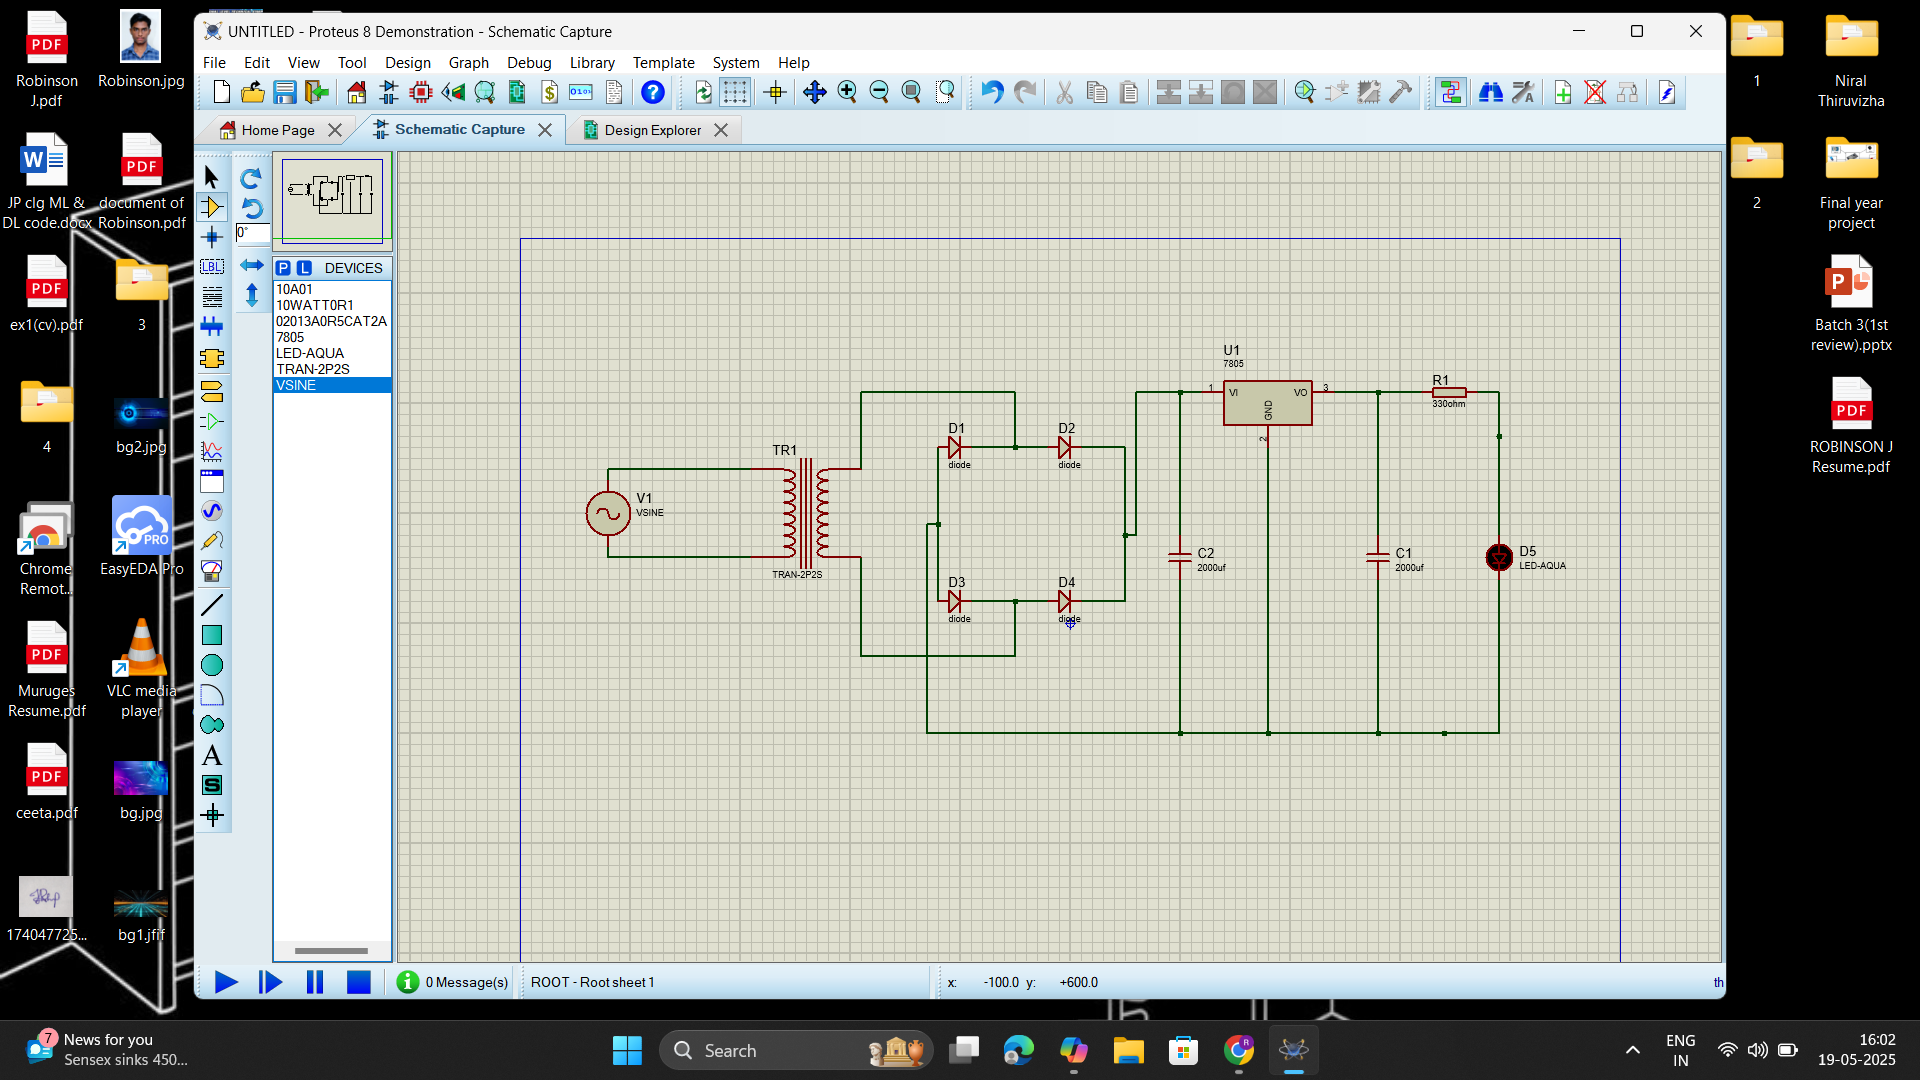 Robinson
J.pdf
Robinson.jpg
JP clg ML &
DL code.docx
document of
Robinson.pdf
ex1(cv).pdf
3
4
bg2.jpg
Chrome
Remot...
EasyEDA Pro
Muruges
Resume.pdf
VLC media
player
ceeta.pdf
bg.jpg
174047725...
bg1.jfif
UNTITLED - Proteus 8 Demonstration - Schematic Capture
File Edit View Tool Design Graph Debug Library Template System Help
Home Page
Schematic Capture
Design Explorer
0°
P L DEVICES
10A01
10WATT0R1
02013A0R5CAT2A
7805
LED-AQUA
TRAN-2P2S
VSINE
LBL
A
S
V1
VSINE
TR1
TRAN-2P2S
D1
diode
D2
diode
D3
diode
D4
diode
U1
7805
1 VI VO 3
GND
2
R1
330ohm
C2
2000uf
C1
2000uf
D5
LED-AQUA
0 Message(s)
ROOT - Root sheet 1
x: -100.0 y: +600.0
th
1
Niral
Thiruvizha
2
Final year
project
Batch 3(1st
review).pptx
ROBINSON J
Resume.pdf
7
News for you
Sensex sinks 450...
Search
ENG
IN
16:02
19-05-2025